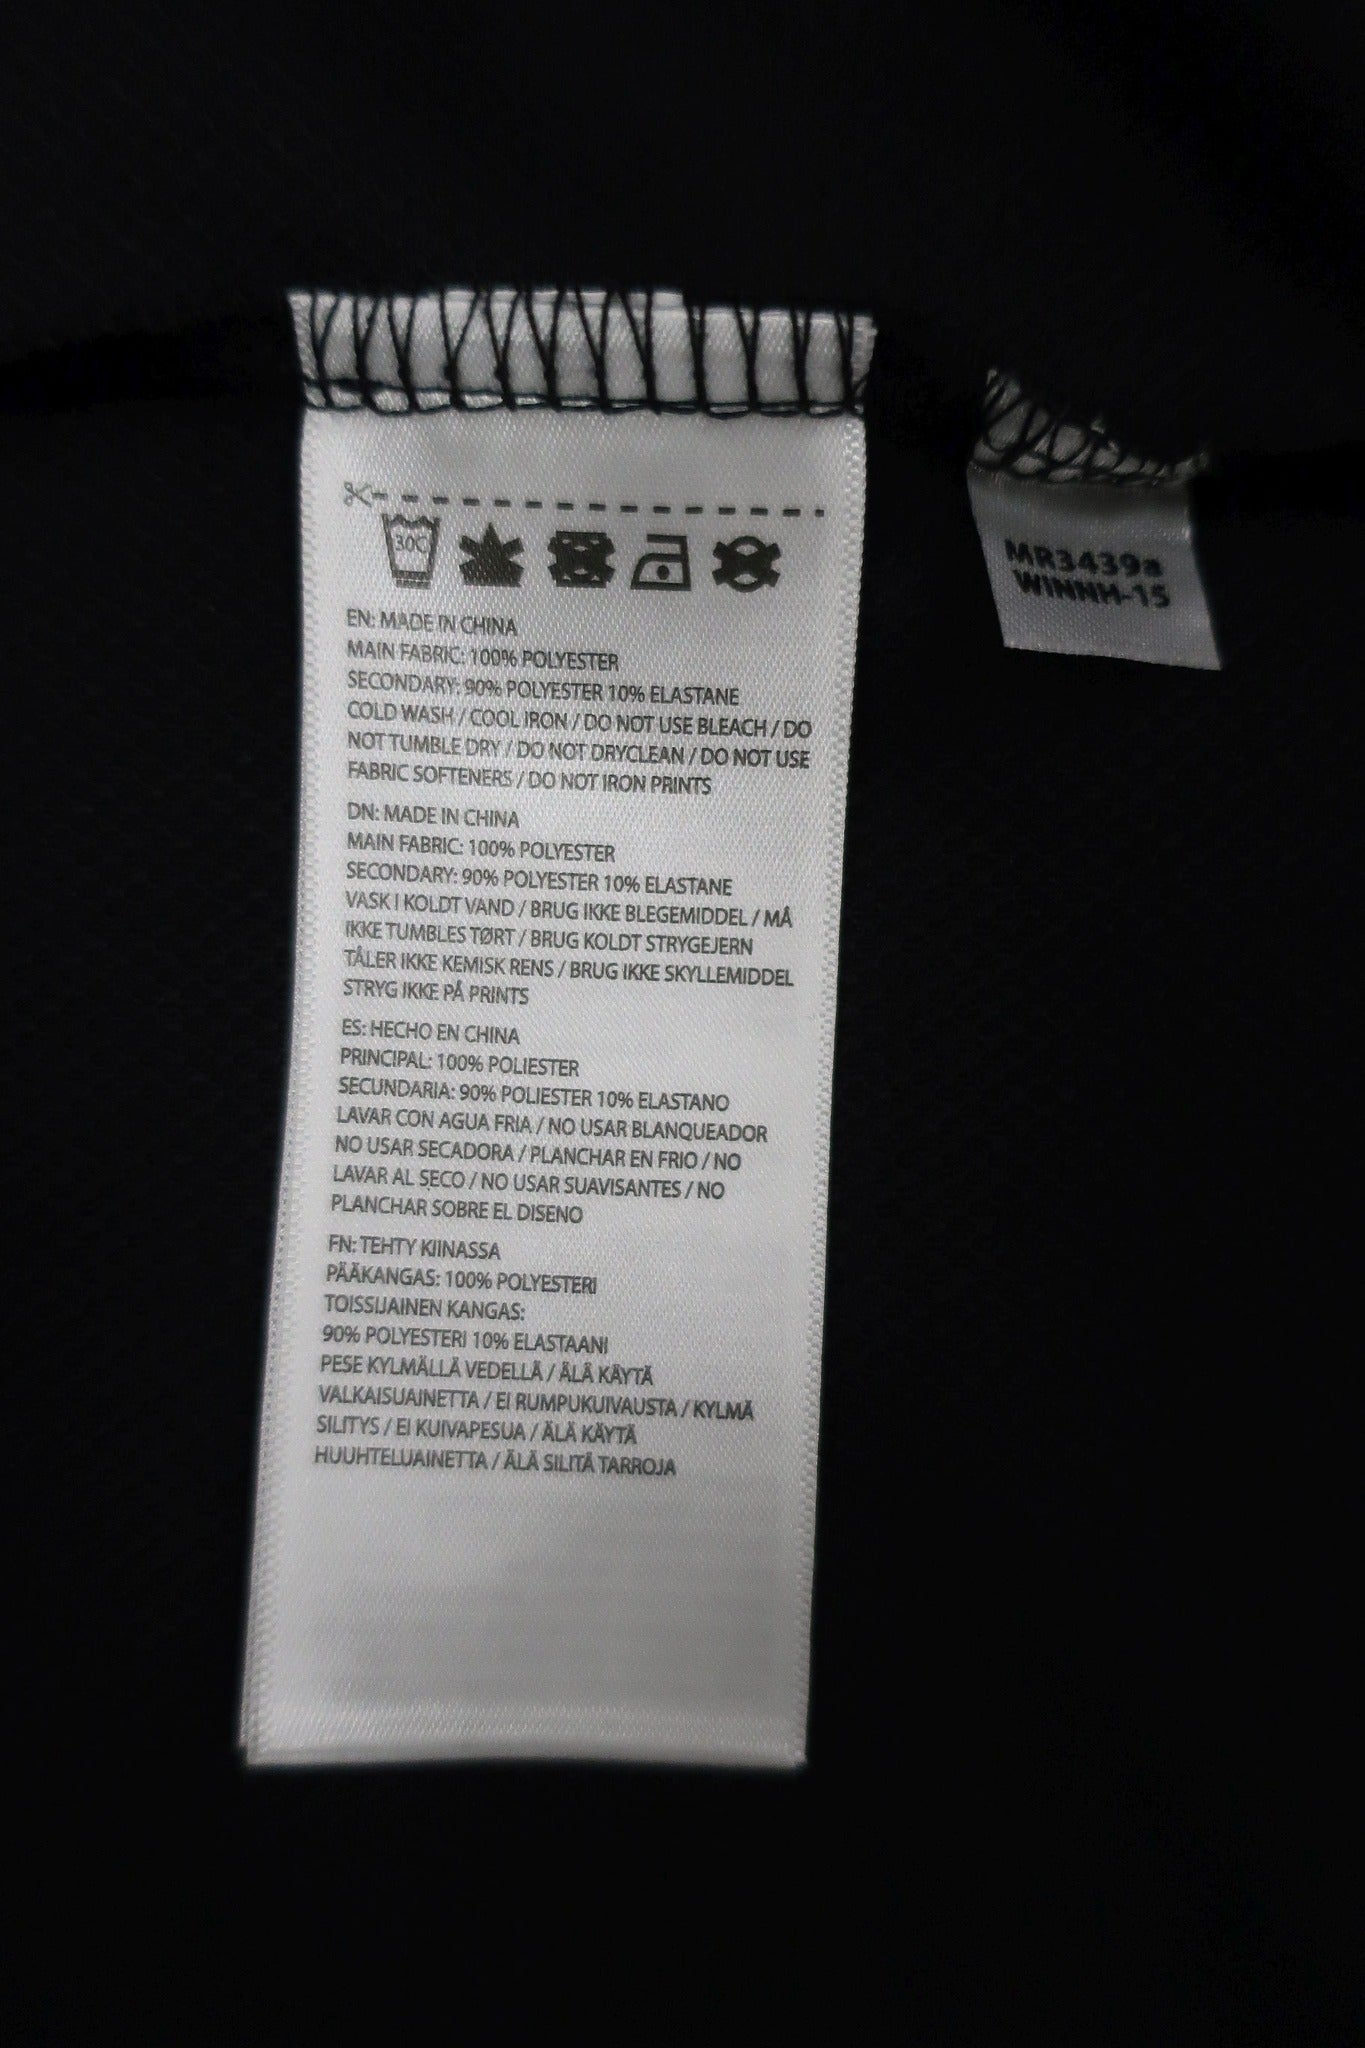 30C
EN: MADE IN CHINA
MAIN FABRIC: 100% POLYESTER
SECONDARY: 90% POLYESTER 10% ELASTANE
COLD WASH / COOL IRON / DO NOT USE BLEACH / DO
NOT TUMBLE DRY / DO NOT DRYCLEAN / DO NOT USE
FABRIC SOFTENERS / DO NOT IRON PRINTS
DN: MADE IN CHINA
MAIN FABRIC: 100% POLYESTER
SECONDARY: 90% POLYESTER 10% ELASTANE
VASK I KOLDT VAND / BRUG IKKE BLEGEMIDDEL / MÅ
IKKE TUMBLES TØRT / BRUG KOLDT STRYGEJERN
TÅLER IKKE KEMISK RENS / BRUG IKKE SKYLLEMIDDEL
STRYG IKKE PÅ PRINTS
ES: HECHO EN CHINA
PRINCIPAL: 100% POLIESTER
SECUNDARIA: 90% POLIESTER 10% ELASTANO
LAVAR CON AGUA FRIA / NO USAR BLANQUEADOR
NO USAR SECADORA / PLANCHAR EN FRIO / NO
LAVAR AL SECO / NO USAR SUAVISANTES / NO
PLANCHAR SOBRE EL DISENO
FN: TEHTY KIINASSA
PÄÄKANGAS: 100% POLYESTERI
TOISSIJAINEN KANGAS:
90% POLYESTERI 10% ELASTAANI
PESE KYLMÄLLÄ VEDELLÄ / ÄLÄ KÄYTÄ
VALKAISUAINETTA / EI RUMPUKUIVAUSTA / KYLMÄ
SILITYS / EI KUIVAPESUA / ÄLÄ KÄYTÄ
HUUHTELUAINETTA / ÄLÄ SILITÄ TARROJA
MR3439a
WINNH-15